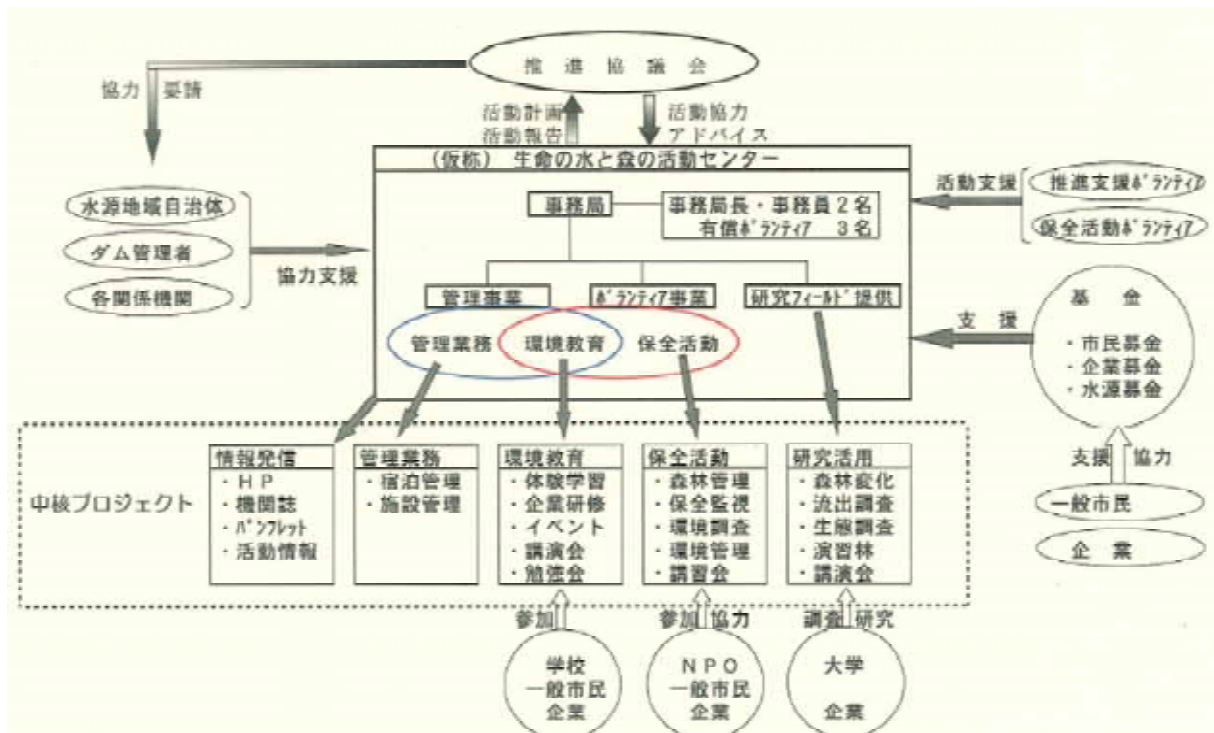 推進協議会
協力 要請
活動計画
活動報告
活動協力
アドバイス
(仮称) 生命の水と森の活動センター
事務局
事務局長・事務員2名
有償ボランティア 3名
水源地域自治体
ダム管理者
各関係機関
協力支援
活動支援
推進支援ボランティア
保全活動ボランティア
管理事業
ボランティア事業
研究フィールド提供
管理業務
環境教育
保全活動
支援
基金
・市民募金
・企業募金
・水源募金
支援 協力
一般市民
企業
中核プロジェクト
情報発信
・HP
・機関誌
・パンフレット
・活動情報
管理業務
・宿泊管理
・施設管理
環境教育
・体験学習
・企業研修
・イベント
・講演会
・勉強会
保全活動
・森林管理
・保全監視
・環境調査
・環境管理
・講習会
研究活用
・森林変化
・流出調査
・生態調査
・演習林
・講演会
参加
学校
一般市民
企業
参加 協力
NPO
一般市民
企業
調査 研究
大学
企業